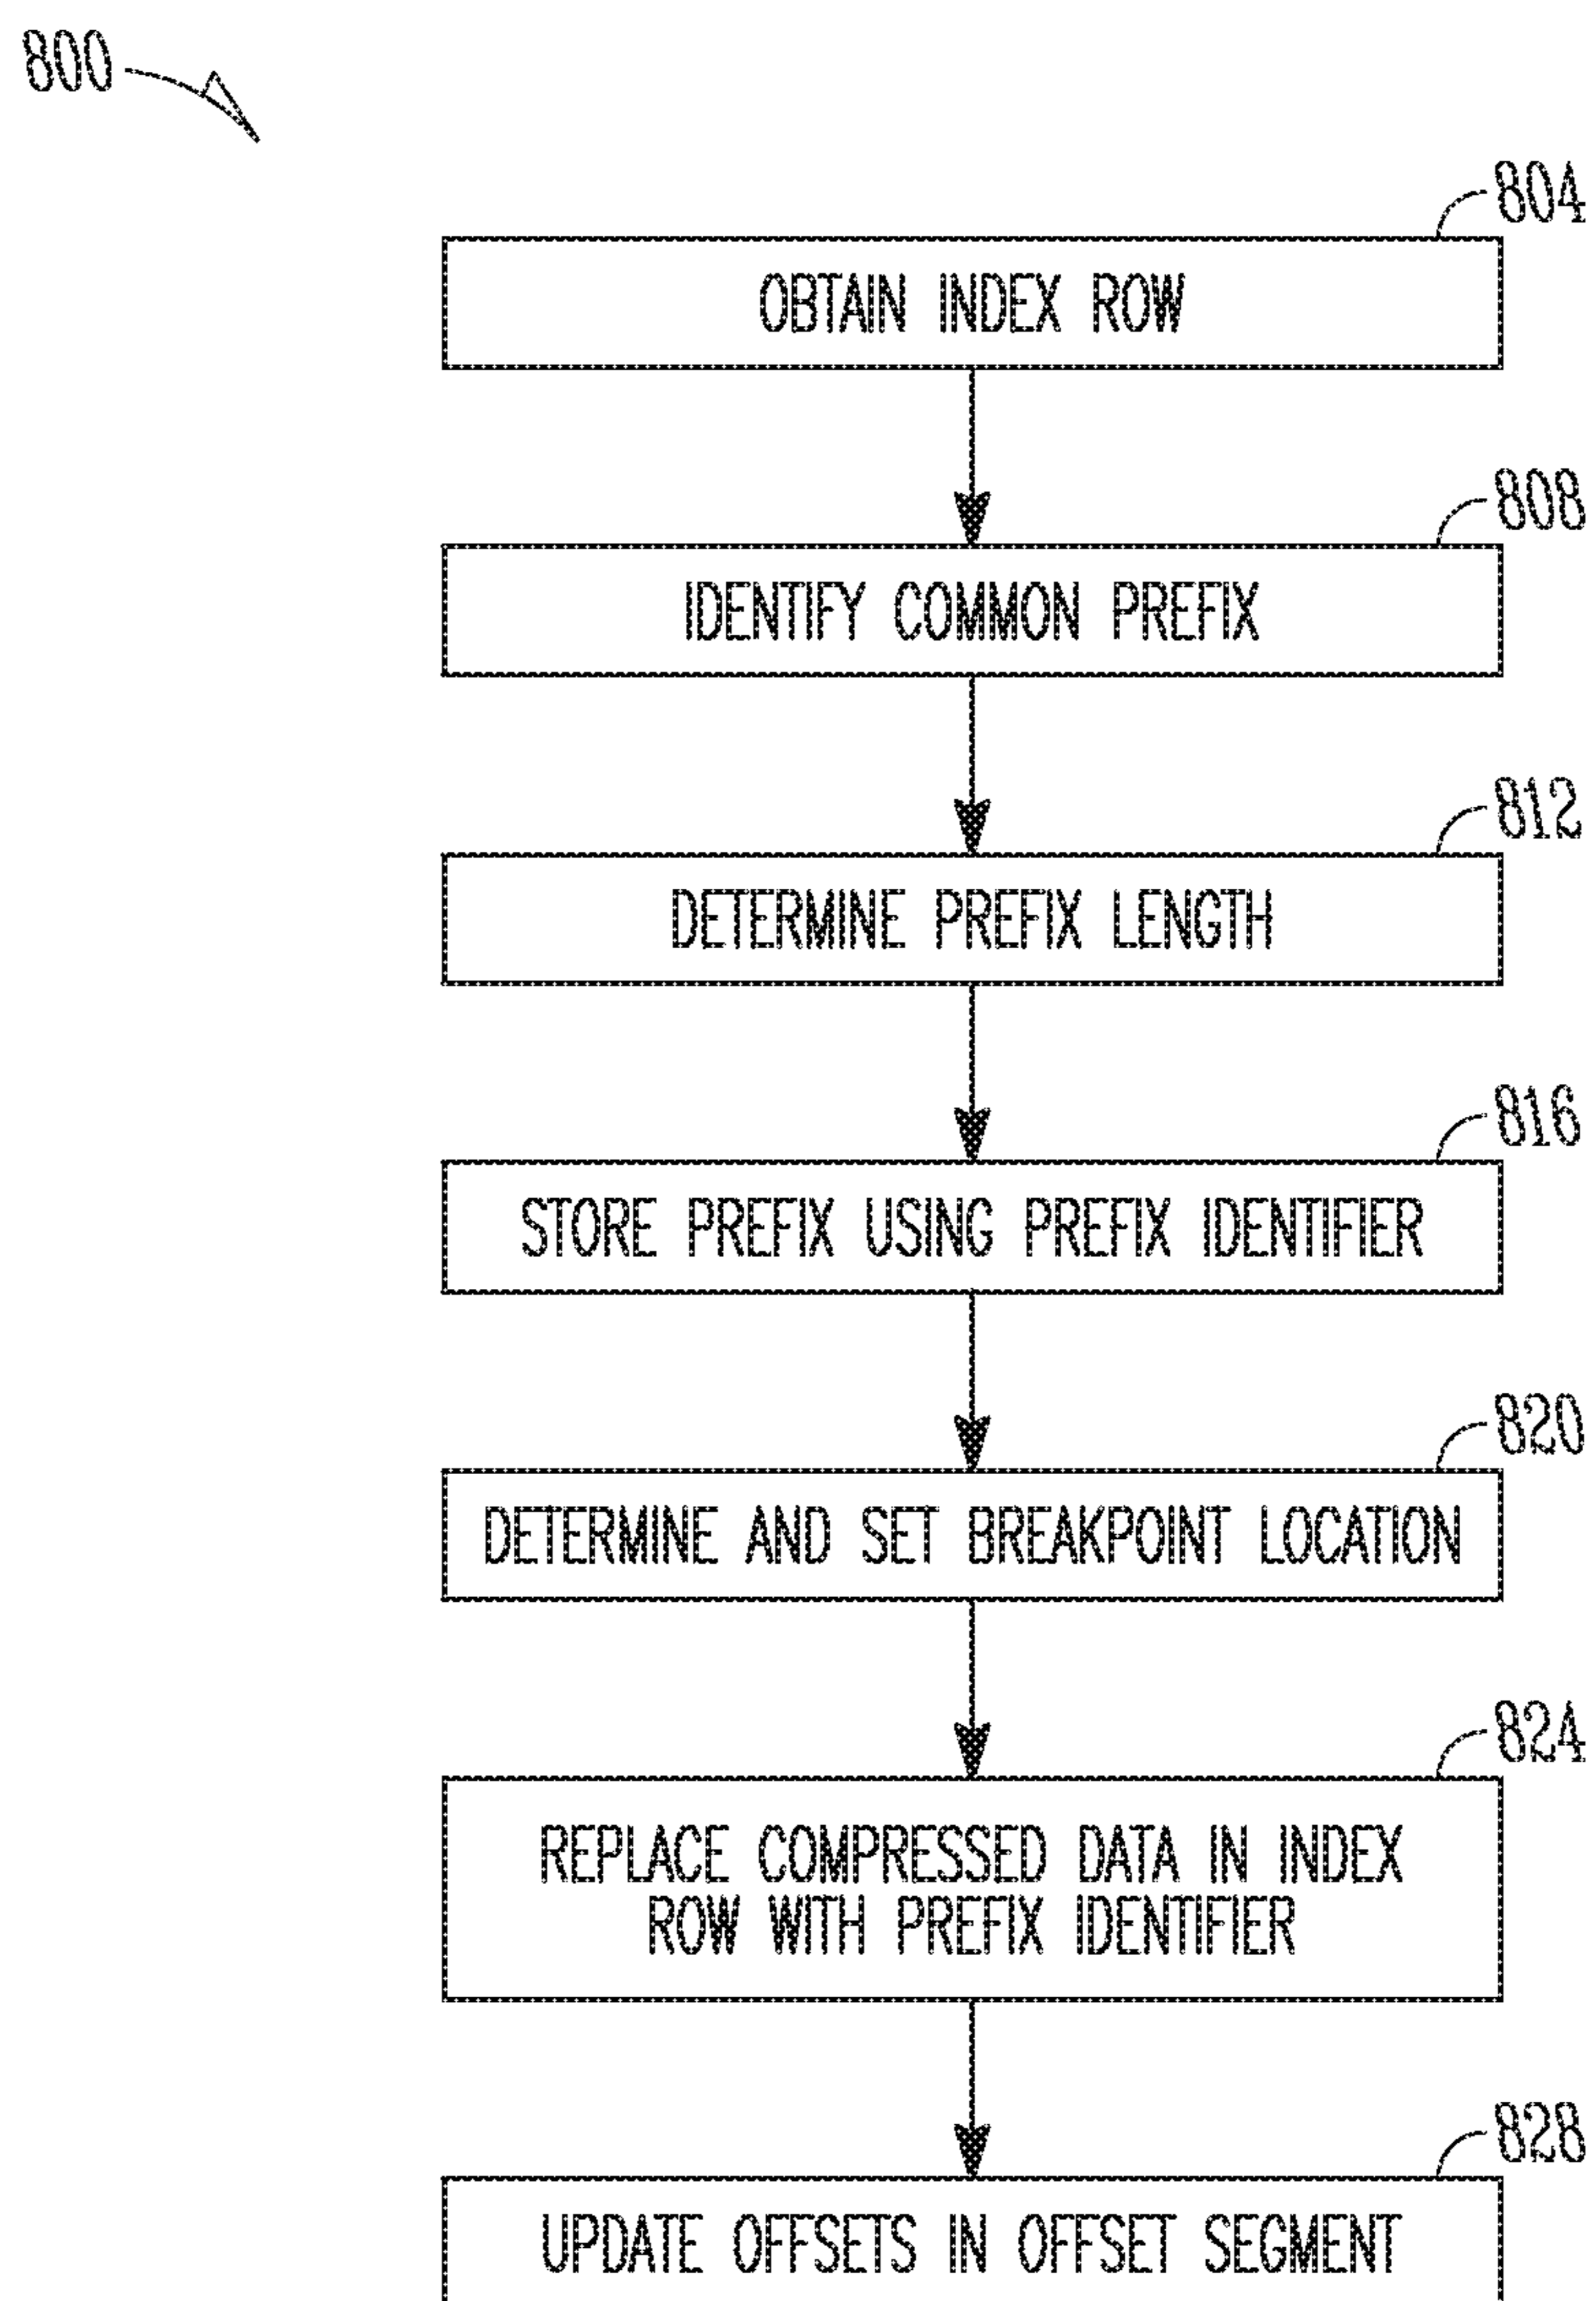 800
804
OBTAIN INDEX ROW
808
IDENTIFY COMMON PREFIX
812
DETERMINE PREFIX LENGTH
816
STORE PREFIX USING PREFIX IDENTIFIER
820
DETERMINE AND SET BREAKPOINT LOCATION
824
REPLACE COMPRESSED DATA IN INDEX
ROW WITH PREFIX IDENTIFIER
828
UPDATE OFFSETS IN OFFSET SEGMENT